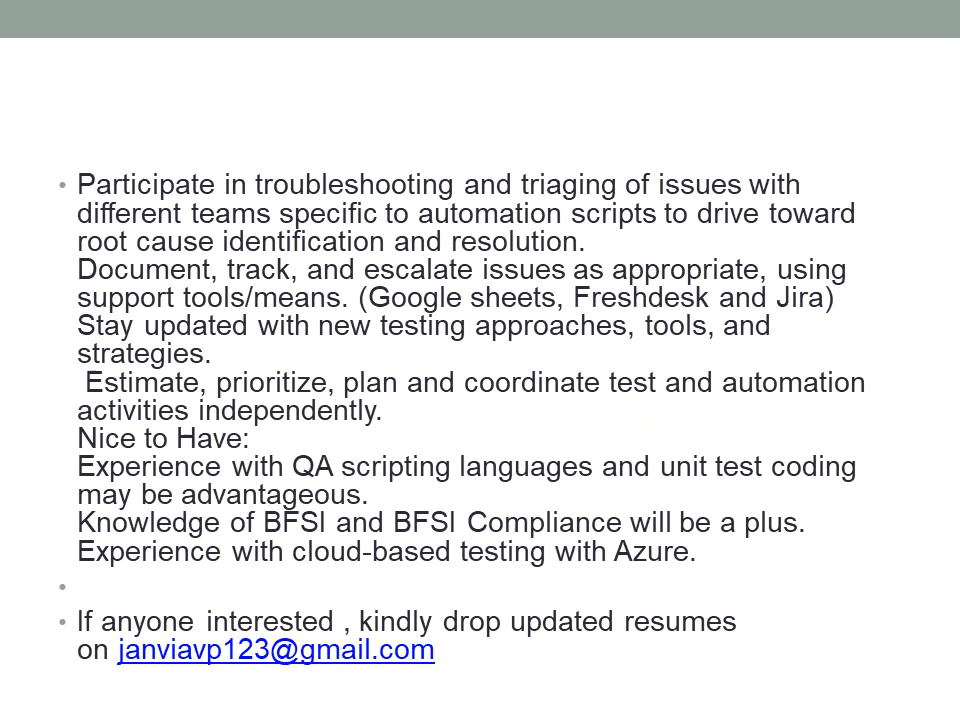 • Participate in troubleshooting and triaging of issues with
different teams specific to automation scripts to drive toward
root cause identification and resolution.
Document, track, and escalate issues as appropriate, using
support tools/means. (Google sheets, Freshdesk and Jira)
Stay updated with new testing approaches, tools, and
strategies.
Estimate, prioritize, plan and coordinate test and automation
activities independently.
Nice to Have:
Experience with QA scripting languages and unit test coding
may be advantageous.
Knowledge of BFSI and BFSI Compliance will be a plus.
Experience with cloud-based testing with Azure.
•
• If anyone interested , kindly drop updated resumes
on janviavp123@gmail.com